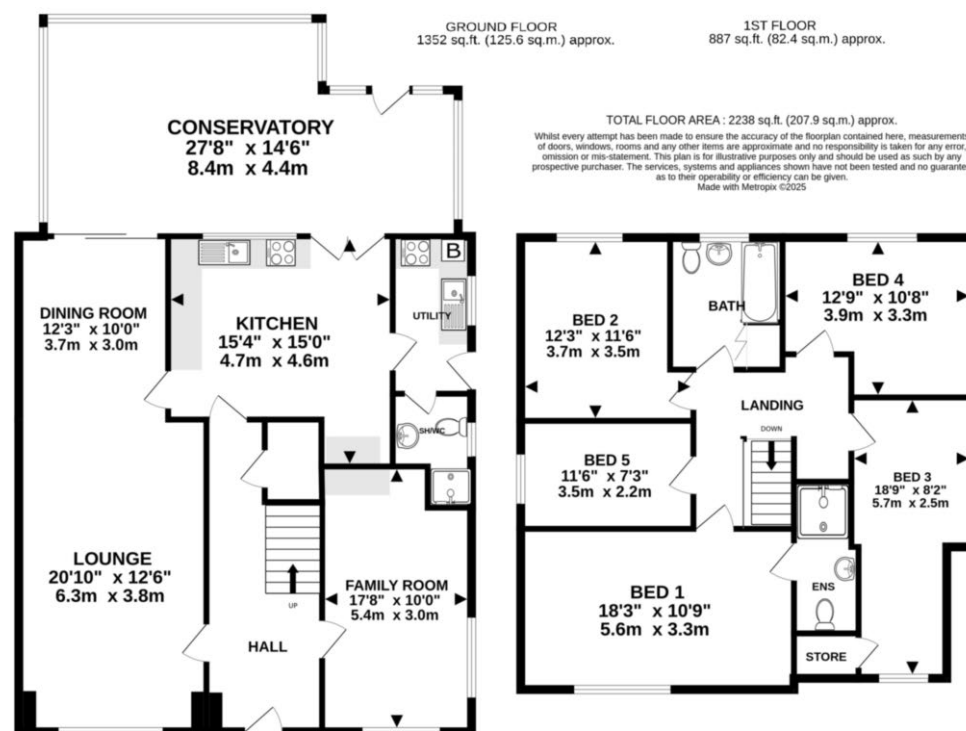 GROUND FLOOR
1352 sq.ft. (125.6 sq.m.) approx.
1ST FLOOR
887 sq.ft. (82.4 sq.m.) approx.
TOTAL FLOOR AREA : 2238 sq.ft. (207.9 sq.m.) approx.
Whilst every attempt has been made to ensure the accuracy of the floorplan contained here, measurements
of doors, windows, rooms and any other items are approximate and no responsibility is taken for any error,
omission or mis-statement. This plan is for illustrative purposes only and should be used as such by any
prospective purchaser. The services, systems and appliances shown have not been tested and no guarantee
as to their operability or efficiency can be given.
Made with Metropix ©2025
CONSERVATORY
27'8" x 14'6"
8.4m x 4.4m
DINING ROOM
12'3" x 10'0"
3.7m x 3.0m
KITCHEN
15'4" x 15'0"
4.7m x 4.6m
B
UTILITY
SH/WC
LOUNGE
20'10" x 12'6"
6.3m x 3.8m
UP
HALL
FAMILY ROOM
17'8" x 10'0"
5.4m x 3.0m
BED 2
12'3" x 11'6"
3.7m x 3.5m
BATH
BED 4
12'9" x 10'8"
3.9m x 3.3m
LANDING
DOWN
BED 5
11'6" x 7'3"
3.5m x 2.2m
BED 3
18'9" x 8'2"
5.7m x 2.5m
BED 1
18'3" x 10'9"
5.6m x 3.3m
ENS
STORE